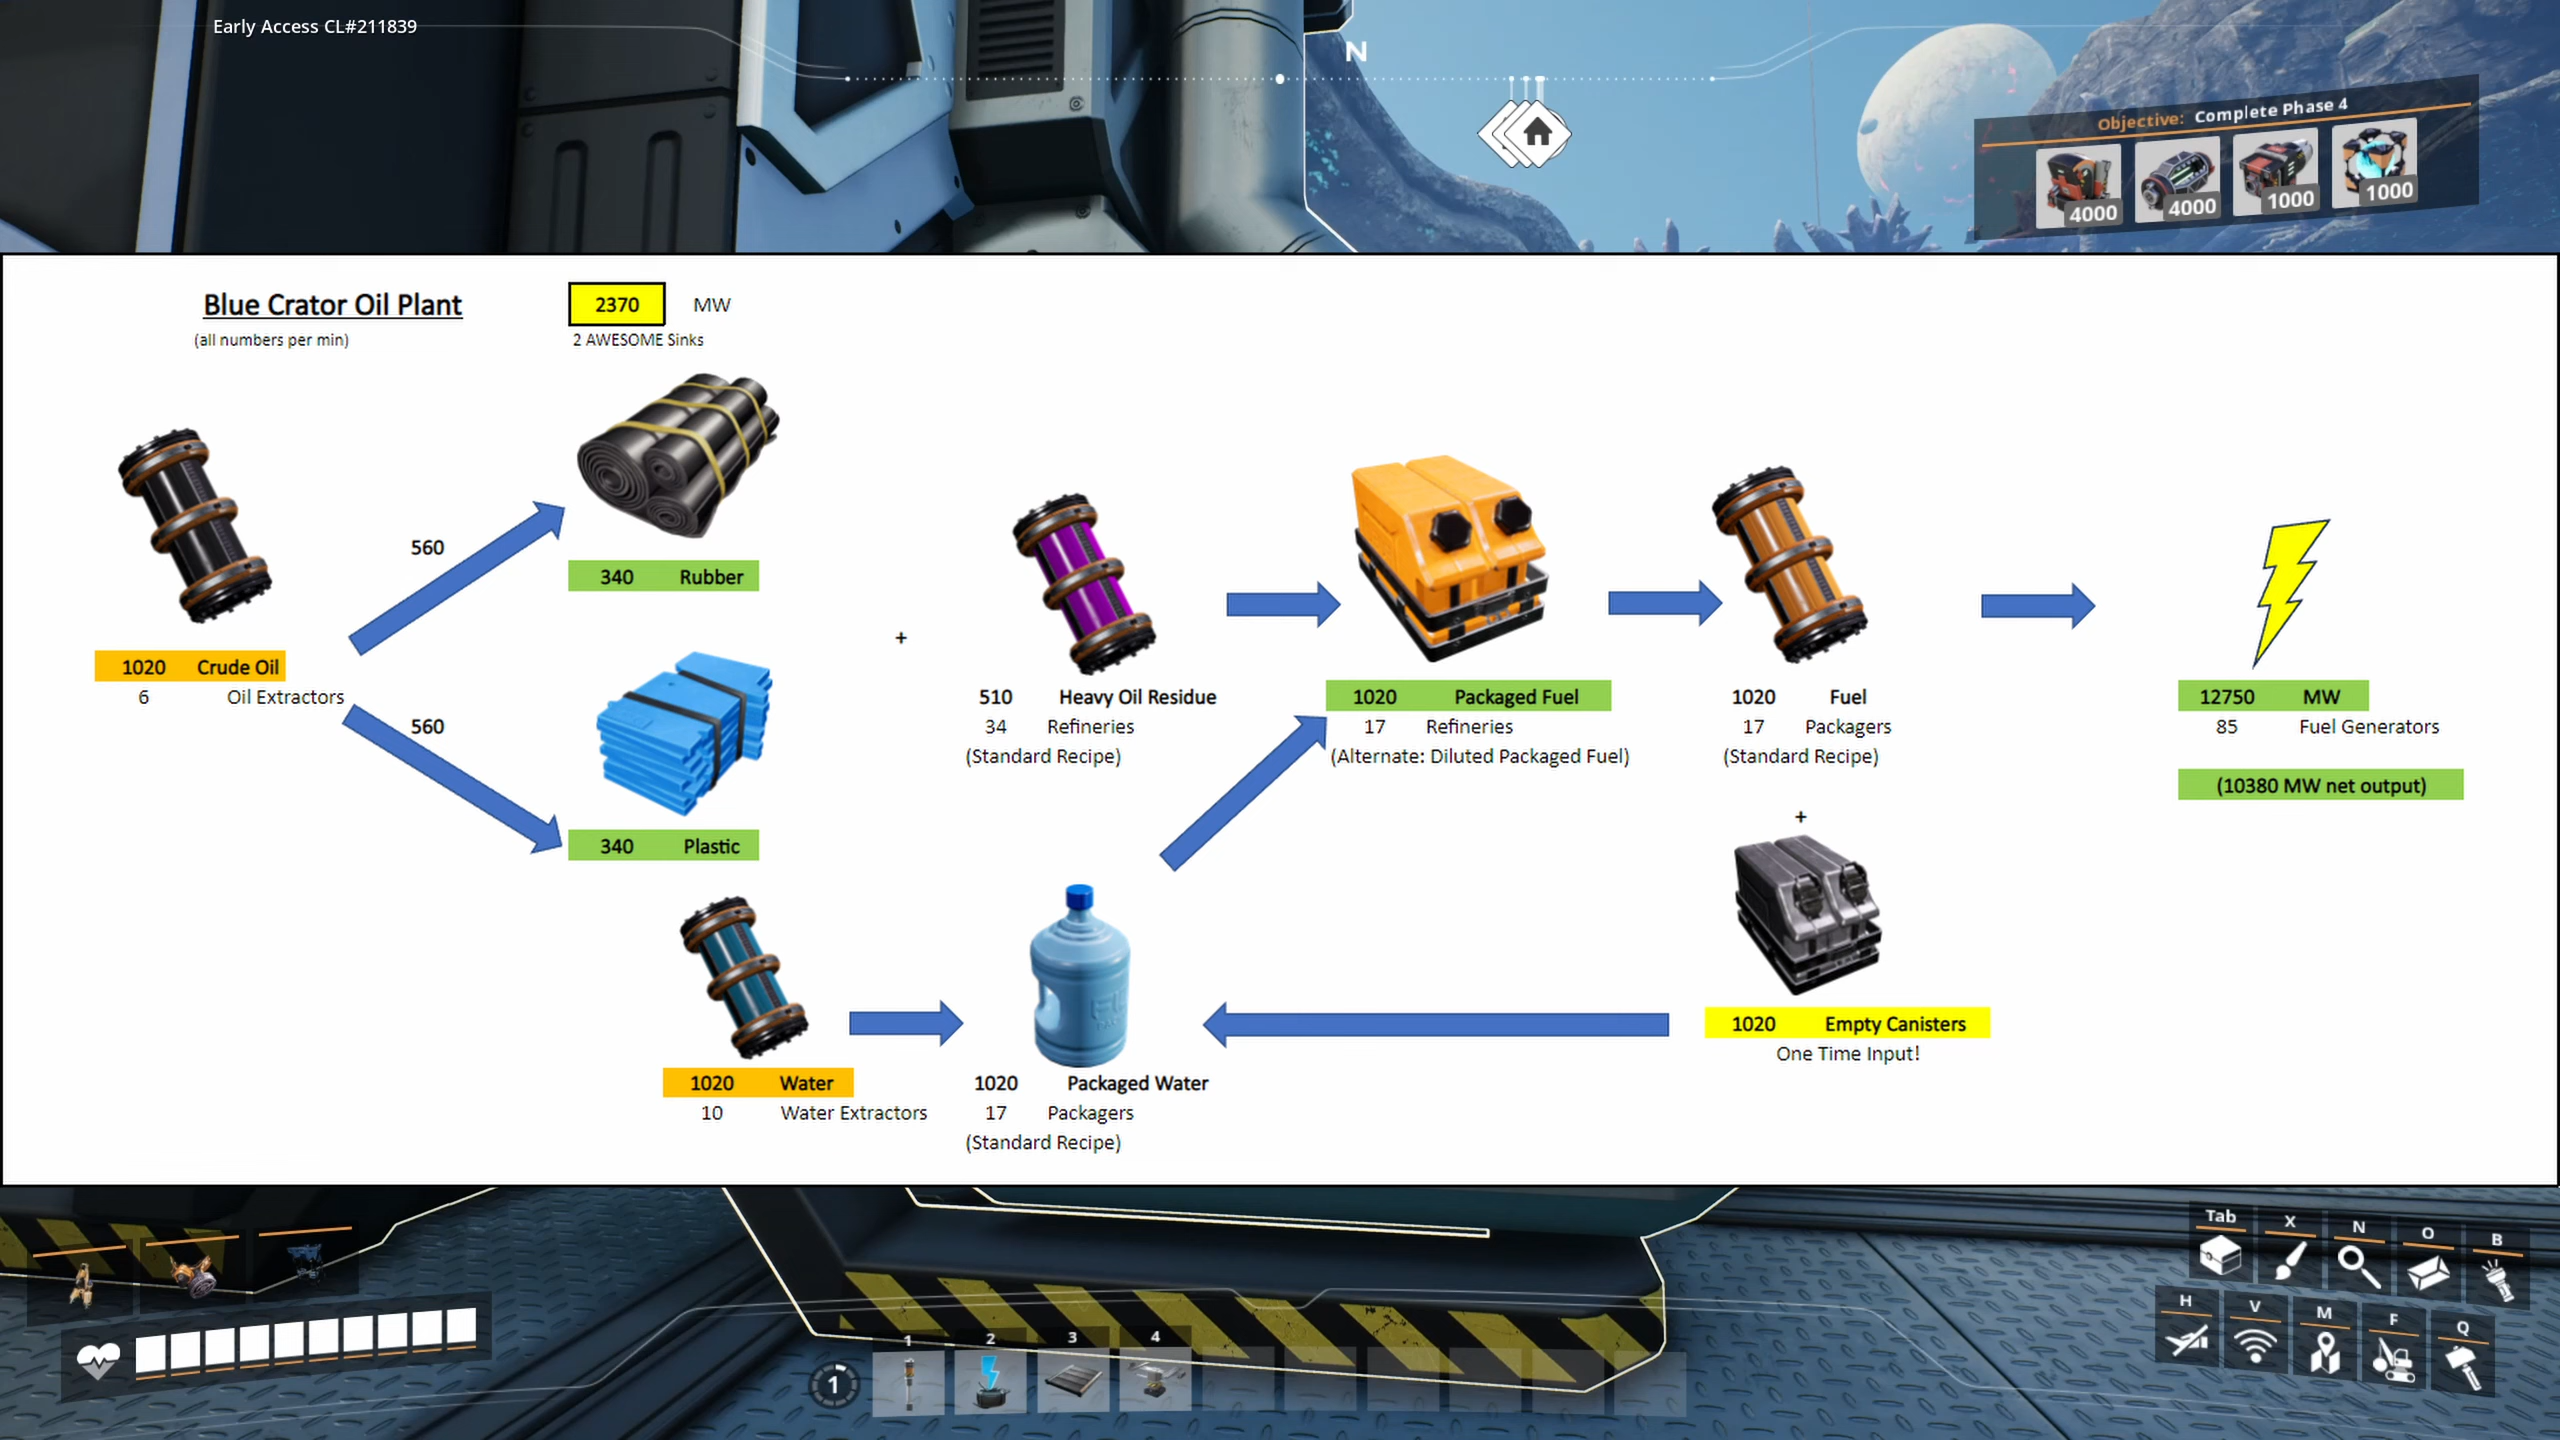 Early Access CL#211839
N
Objective: Complete Phase 4
4000 4000 1000 1000
Blue Crator Oil Plant
(all numbers per min)
2370 MW
2 AWESOME Sinks
560
340 Rubber
1020 Crude Oil
6 Oil Extractors
560
340 Plastic
+
510 Heavy Oil Residue
34 Refineries
(Standard Recipe)
1020 Packaged Fuel
17 Refineries
(Alternate: Diluted Packaged Fuel)
1020 Fuel
17 Packagers
(Standard Recipe)
12750 MW
85 Fuel Generators
(10380 MW net output)
+
1020 Empty Canisters
One Time Input!
1020 Water
10 Water Extractors
1020 Packaged Water
17 Packagers
(Standard Recipe)
Tab X N O B
H V M F Q
1 2 3 4
1